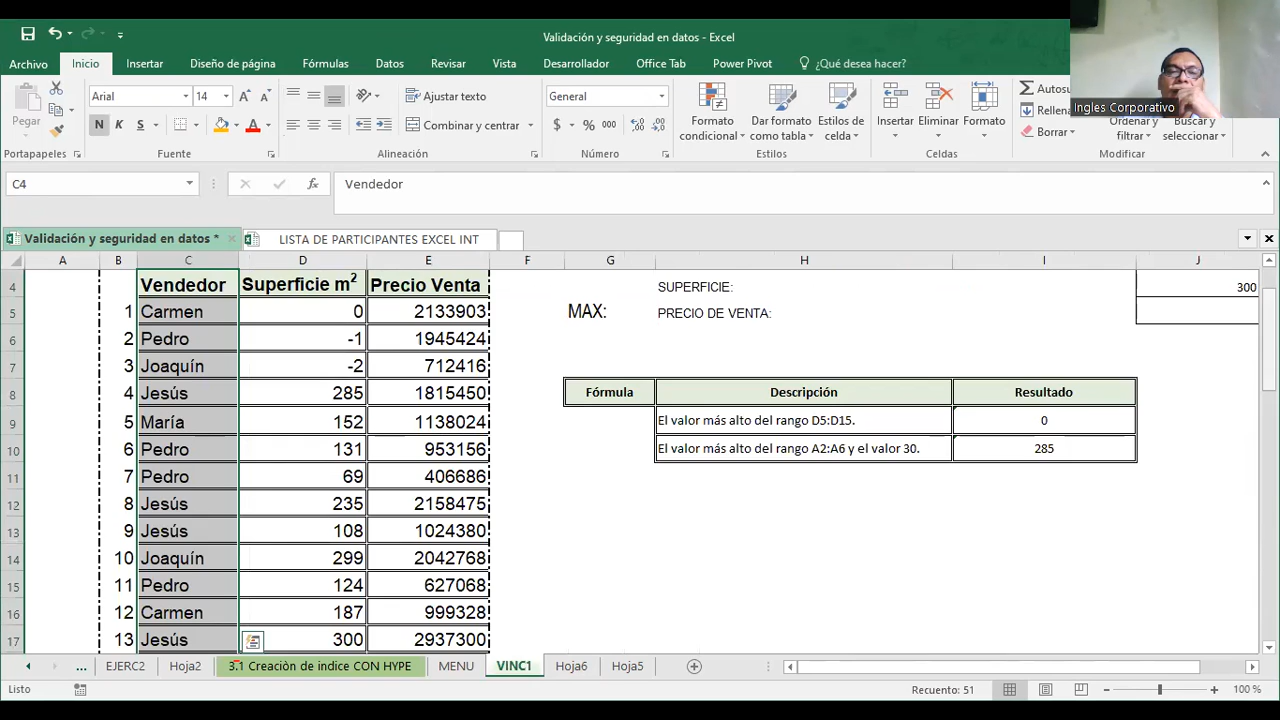 Validación y seguridad en datos - Excel
Archivo Inicio Insertar Diseño de página Fórmulas Datos Revisar Vista Desarrollador Office Tab Power Pivot ¿Qué desea hacer?
Ingles Corporativo
Pegar
Arial 14
N K S
Ajustar texto
Combinar y centrar
General
$ % 000
Formato condicional
Dar formato como tabla
Estilos de celda
Insertar Eliminar Formato
Autosu
Rellena
Borrar
Ordenar y filtrar
Buscar y seleccionar
Portapapeles Fuente Alineación Número Estilos Celdas Modificar
C4 fx Vendedor
Validación y seguridad en datos * LISTA DE PARTICIPANTES EXCEL INT
A B C D E F G H I J
4 Vendedor Superficie m2 Precio Venta SUPERFICIE: 300
5 1 Carmen 0 2133903 MAX: PRECIO DE VENTA:
6 2 Pedro -1 1945424
7 3 Joaquín -2 712416
8 4 Jesús 285 1815450 Fórmula Descripción Resultado
9 5 María 152 1138024 El valor más alto del rango D5:D15. 0
10 6 Pedro 131 953156 El valor más alto del rango A2:A6 y el valor 30. 285
11 7 Pedro 69 406686
12 8 Jesús 235 2158475
13 9 Jesús 108 1024380
14 10 Joaquín 299 2042768
15 11 Pedro 124 627068
16 12 Carmen 187 999328
17 13 Jesús 300 2937300
... EJERC2 Hoja2 3.1 Creaciòn de indice CON HYPE MENU VINC1 Hoja6 Hoja5
Listo Recuento: 51 100 %